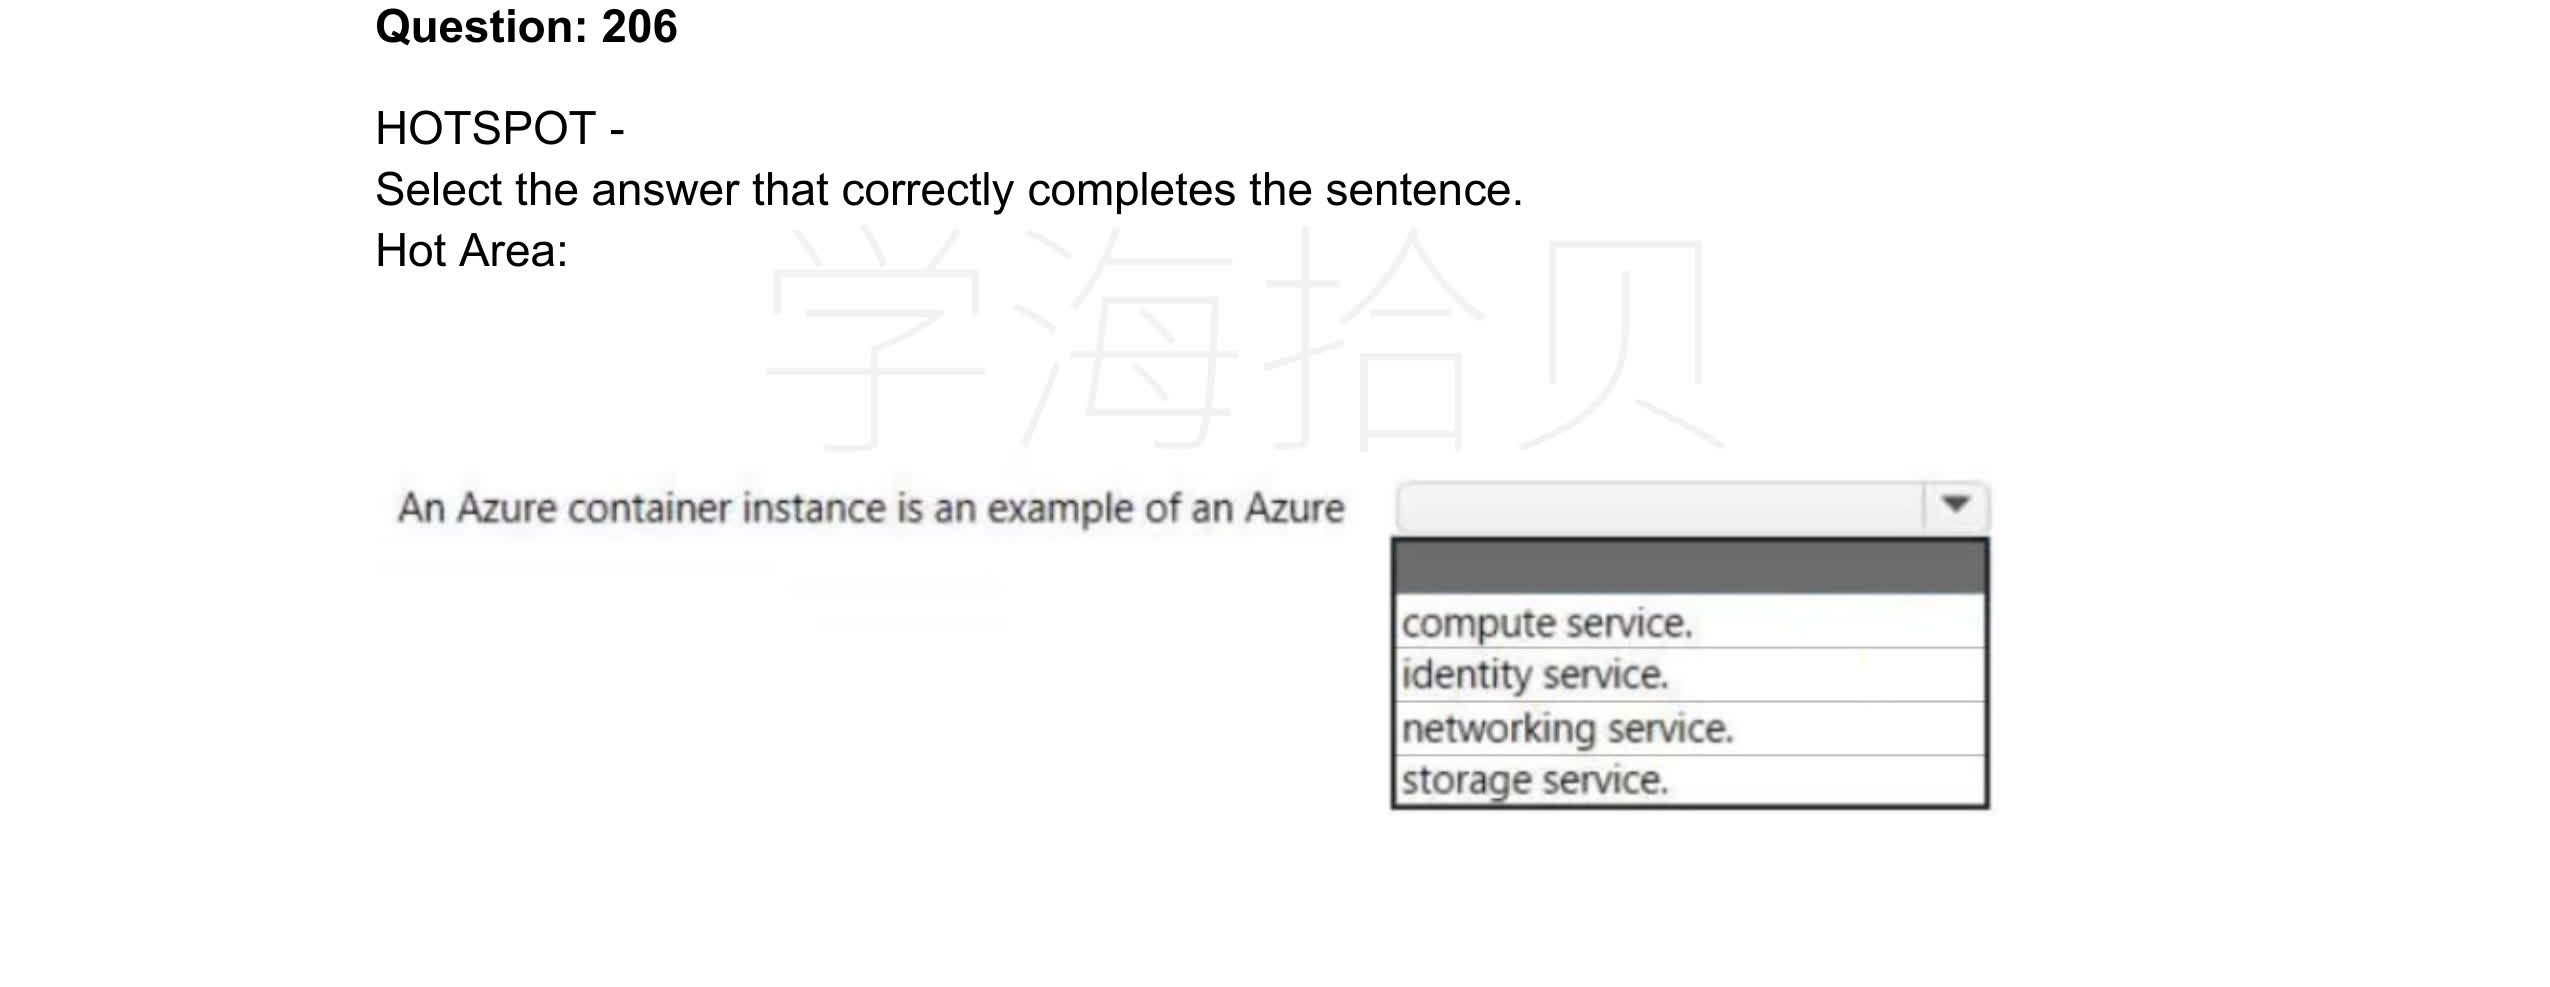 Question: 206
HOTSPOT -
Select the answer that correctly completes the sentence.
Hot Area:
学海拾贝
An Azure container instance is an example of an Azure
compute service.
identity service.
networking service.
storage service.